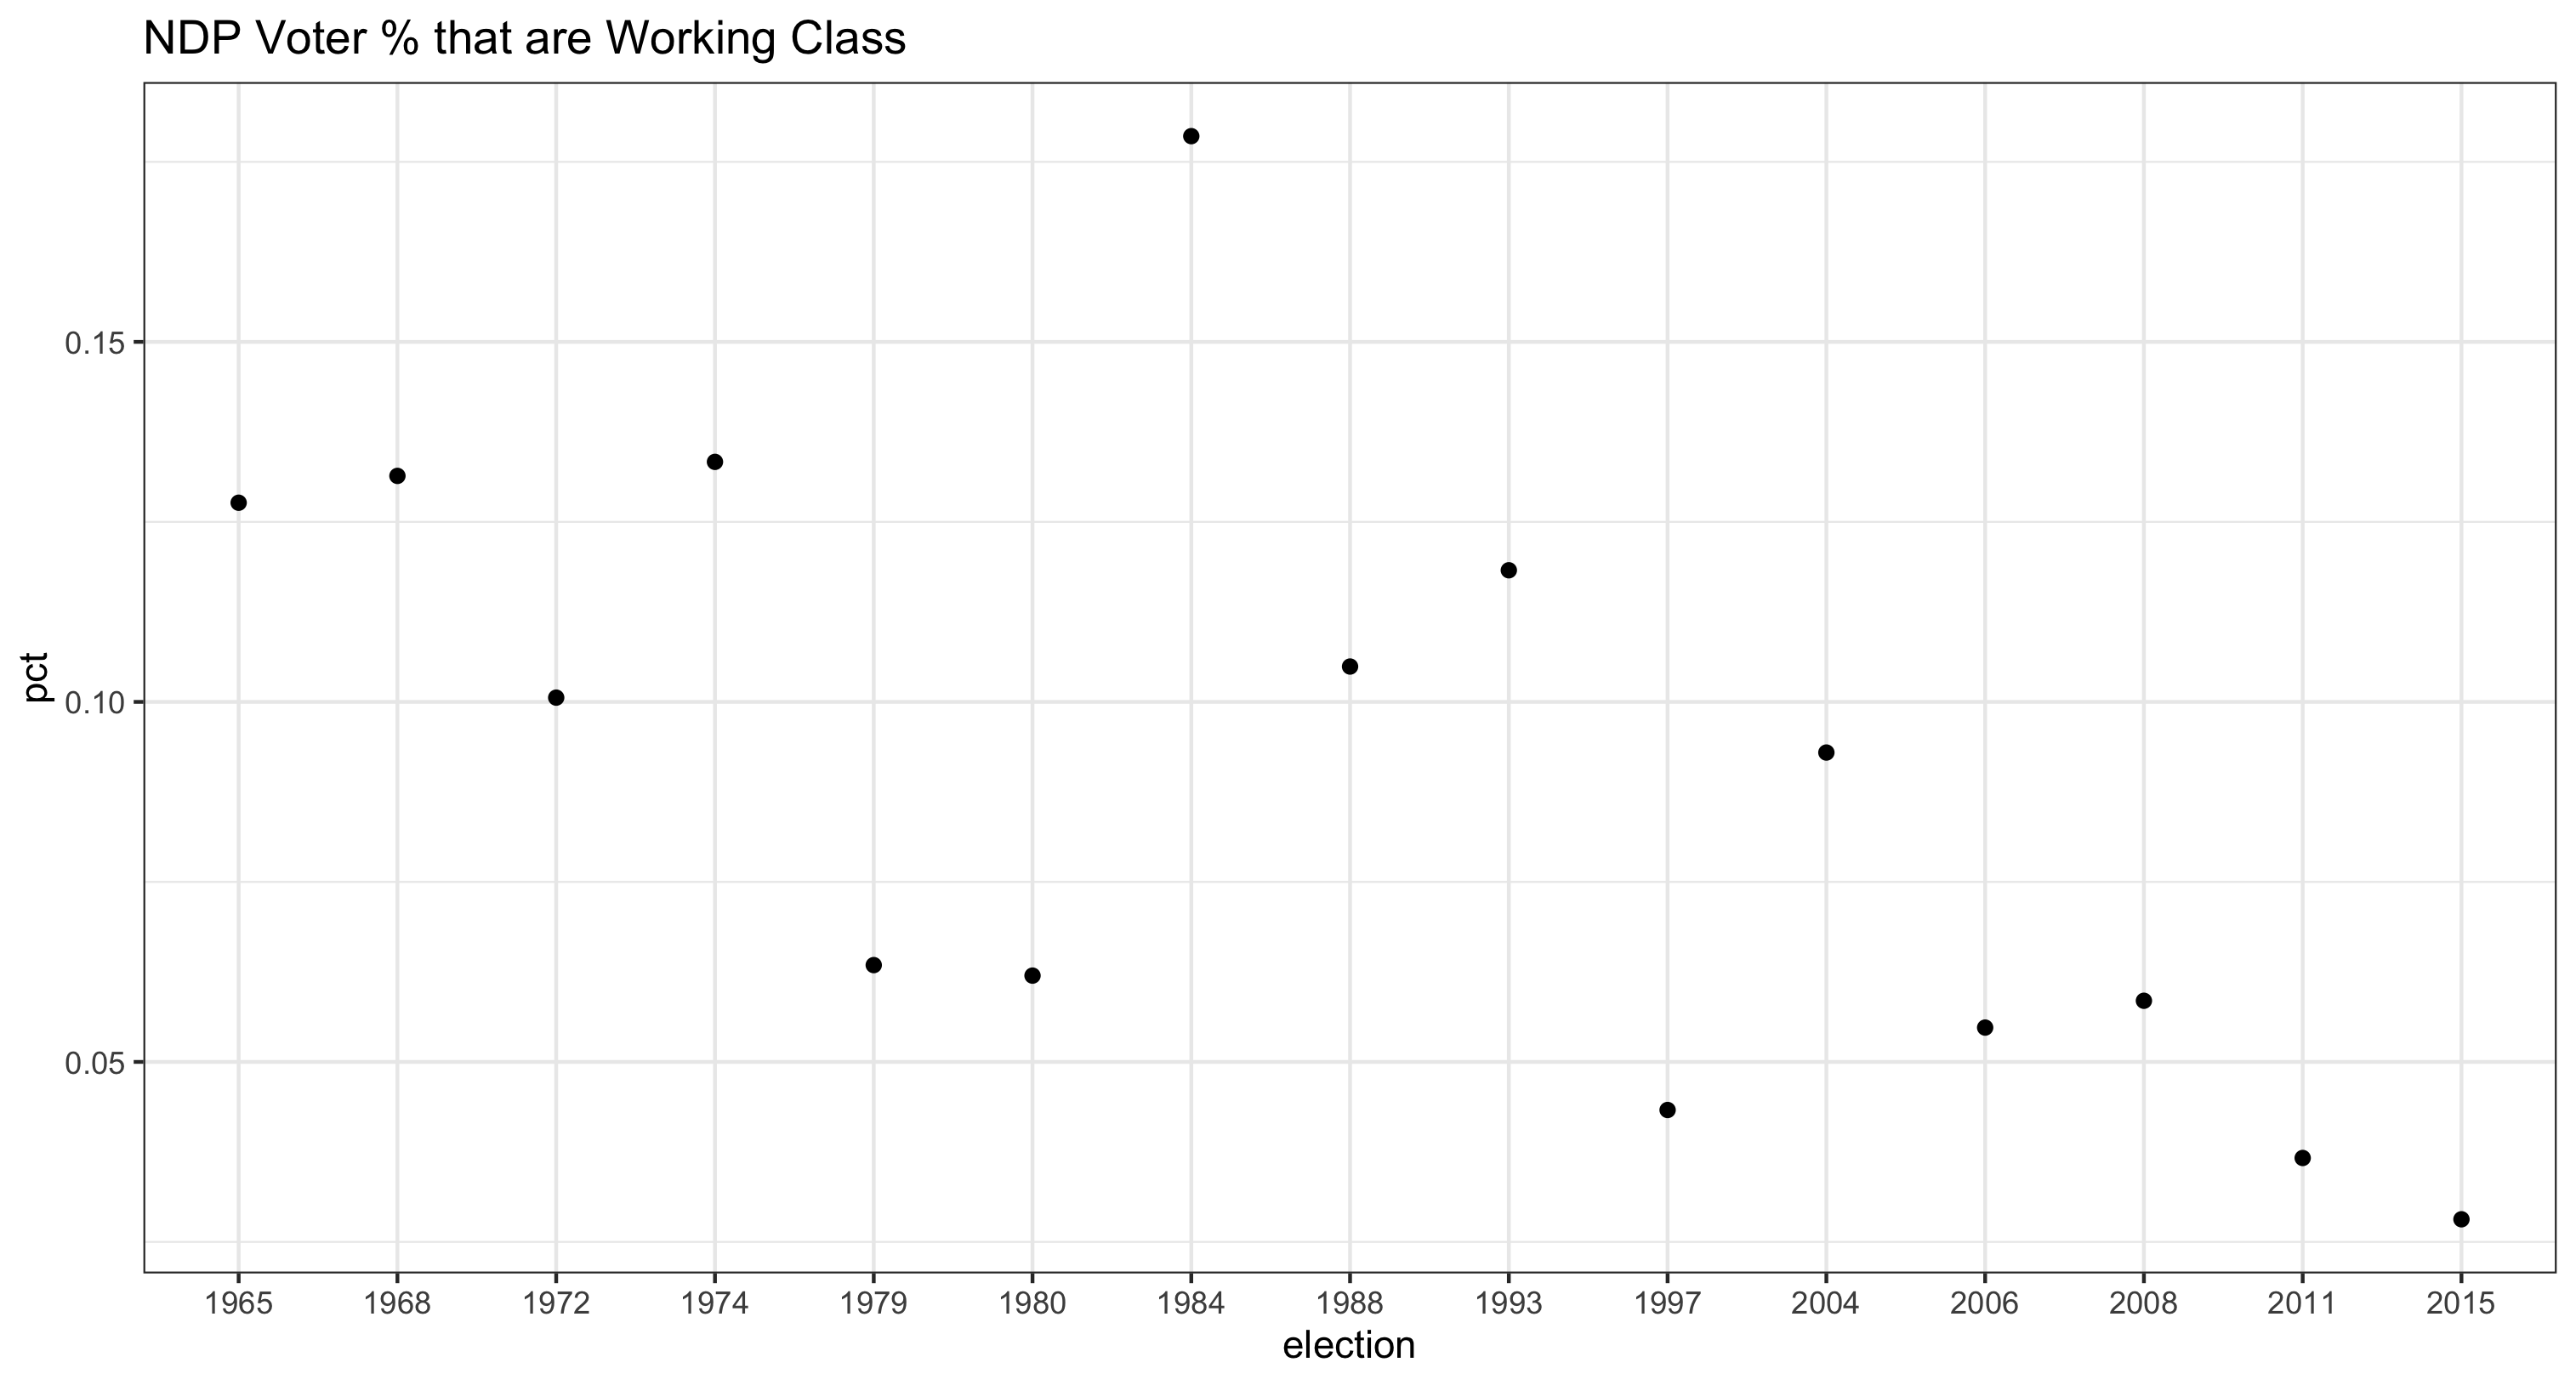 NDP Voter % that are Working Class
0.15
0.10
0.05
pct
1965 1968 1972 1974 1979 1980 1984 1988 1993 1997 2004 2006 2008 2011 2015
election